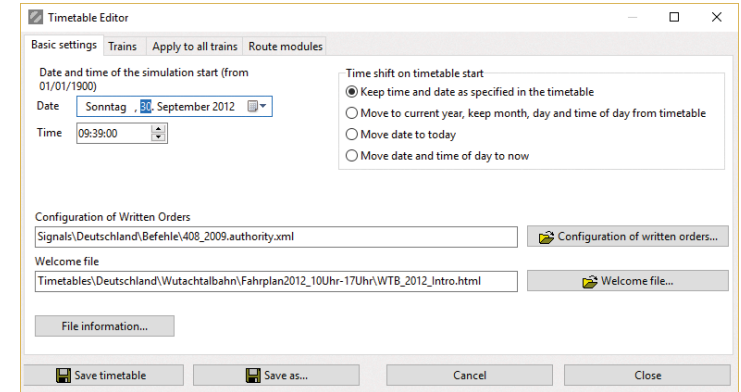 Timetable Editor
Basic settings Trains Apply to all trains Route modules
Date and time of the simulation start (from
01/01/1900)
Date Sonntag , 30. September 2012
Time 09:39:00
Time shift on timetable start
Keep time and date as specified in the timetable
Move to current year, keep month, day and time of day from timetable
Move date to today
Move date and time of day to now
Configuration of Written Orders
Signals\Deutschland\Befehle\408_2009.authority.xml Configuration of written orders...
Welcome file
Timetables\Deutschland\Wutachtalbahn\Fahrplan2012_10Uhr-17Uhr\WTB_2012_Intro.html Welcome file...
File information...
Save timetable Save as... Cancel Close